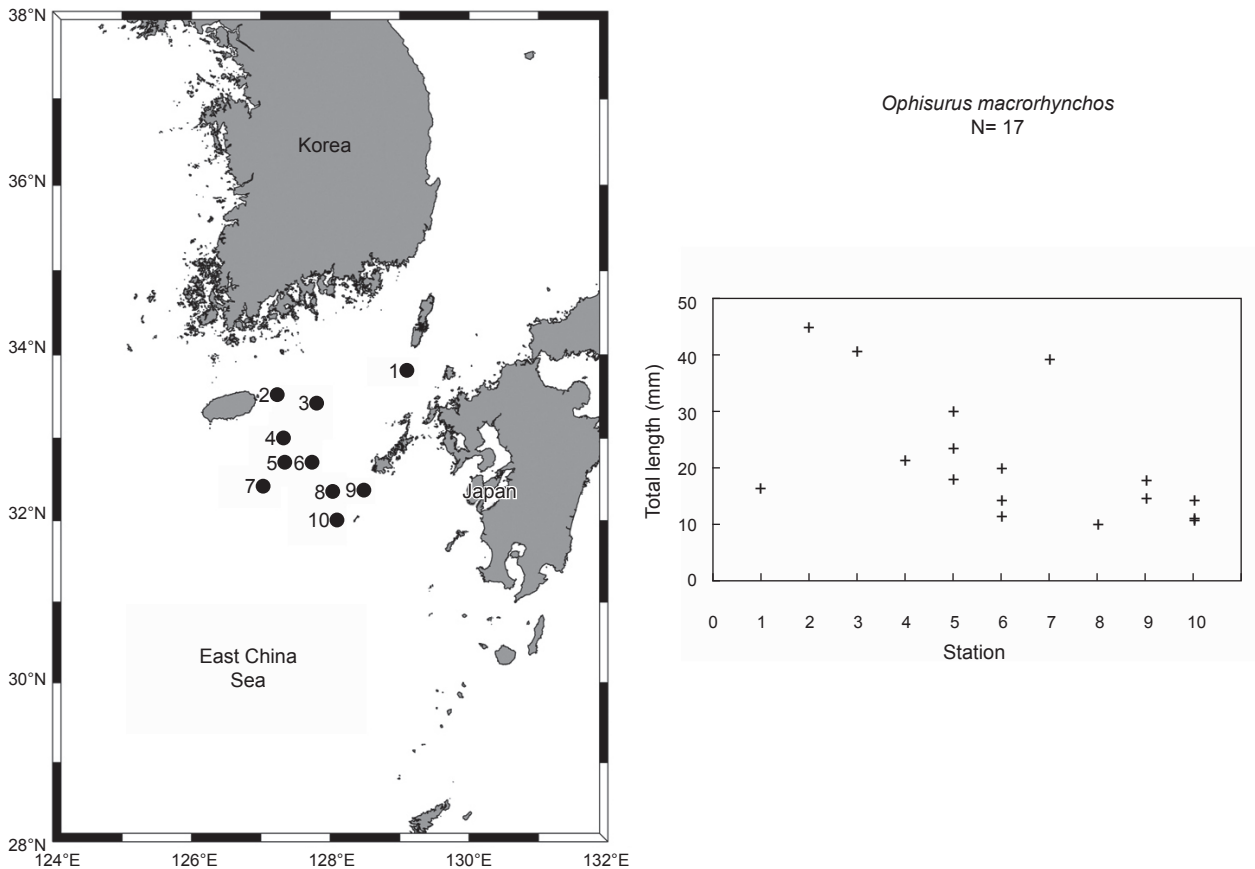 38°N
36°N
34°N
32°N
30°N
28°N
124°E 126°E 128°E 130°E 132°E
Korea
Japan
East China
Sea
1
2
3
4
5
6
7
8
9
10
Ophisurus macrorhynchos
N= 17
Total length (mm)
50
40
30
20
10
0
0 1 2 3 4 5 6 7 8 9 10
Station